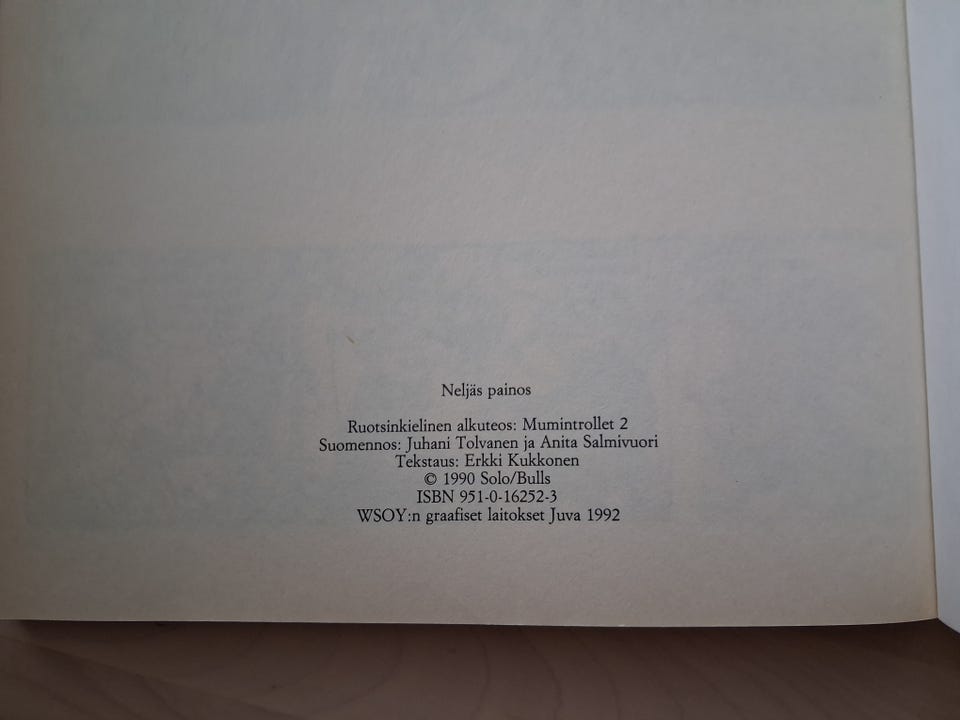 Neljäs painos
Ruotsinkielinen alkuteos: Mumintrollet 2
Suomennos: Juhani Tolvanen ja Anita Salmivuori
Tekstaus: Erkki Kukkonen
© 1990 Solo/Bulls
ISBN 951-0-16252-3
WSOY:n graafiset laitokset Juva 1992